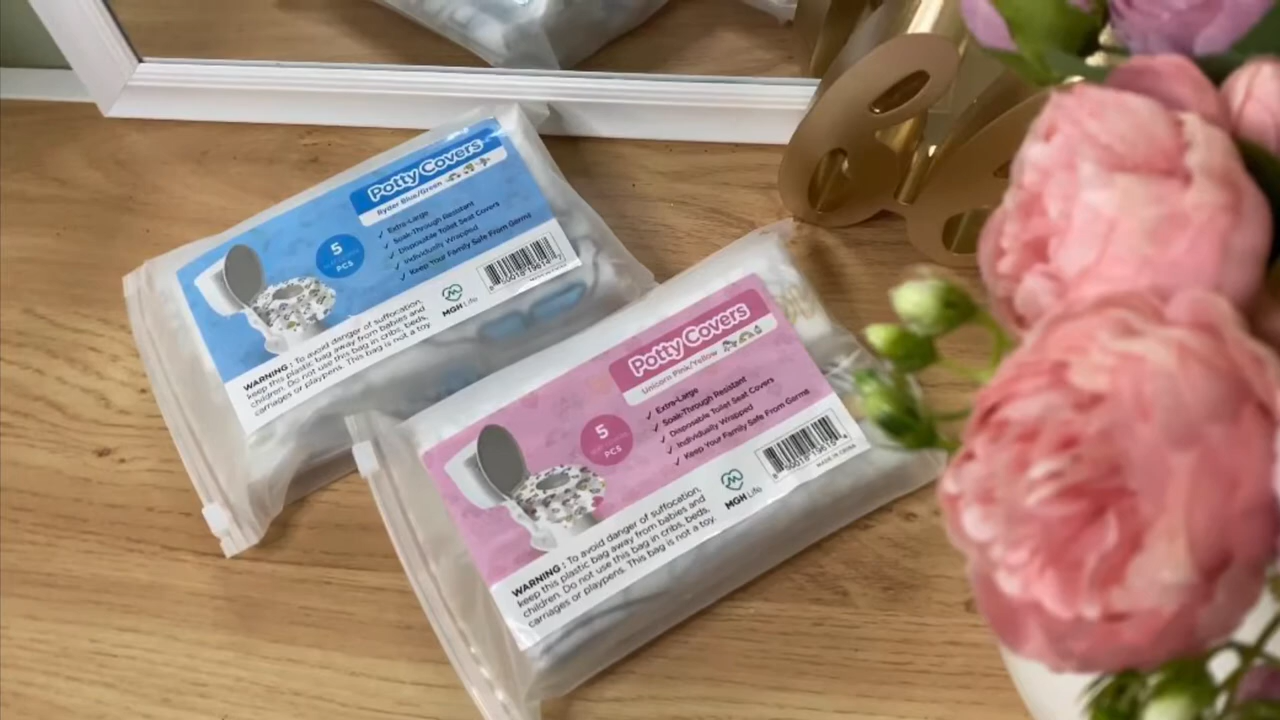 Potty Covers
Ryder Blue/Green
5
PCS
✓ Extra-Large
✓ Soak-Through Resistant
✓ Disposable Toilet Seat Covers
✓ Individually Wrapped
✓ Keep Your Family Safe From Germs
WARNING : To avoid danger of suffocation,
keep this plastic bag away from babies and
children. Do not use this bag in cribs, beds,
carriages or playpens. This bag is not a toy.
MGH Life
Potty Covers
Unicorn Pink/Yellow
5
PCS
✓ Extra-Large
✓ Soak-Through Resistant
✓ Disposable Toilet Seat Covers
✓ Individually Wrapped
✓ Keep Your Family Safe From Germs
WARNING : To avoid danger of suffocation,
keep this plastic bag away from babies and
children. Do not use this bag in cribs, beds,
carriages or playpens. This bag is not a toy.
MGH Life
MADE IN CHINA